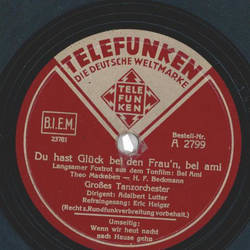 TELEFUNKEN
DIE DEUTSCHE WELTMARKE
TELE
FUN
KEN
B.I.E.M.
23781
Bestell-Nr.
A 2799
Du hast Glück bei den Frau'n, bel ami
Langsamer Foxtrot aus dem Tonfilm: Bel Ami
Theo Mackeben — H. F. Beckmann
Großes Tanzorchester
Dirigent: Adalbert Lutter
Refraingesang: Eric Helgar
(Rechts.Rundfunkverbreitung vorbehalt.)
Umseitig:
Wenn wir heut nacht
nach Hause gehn